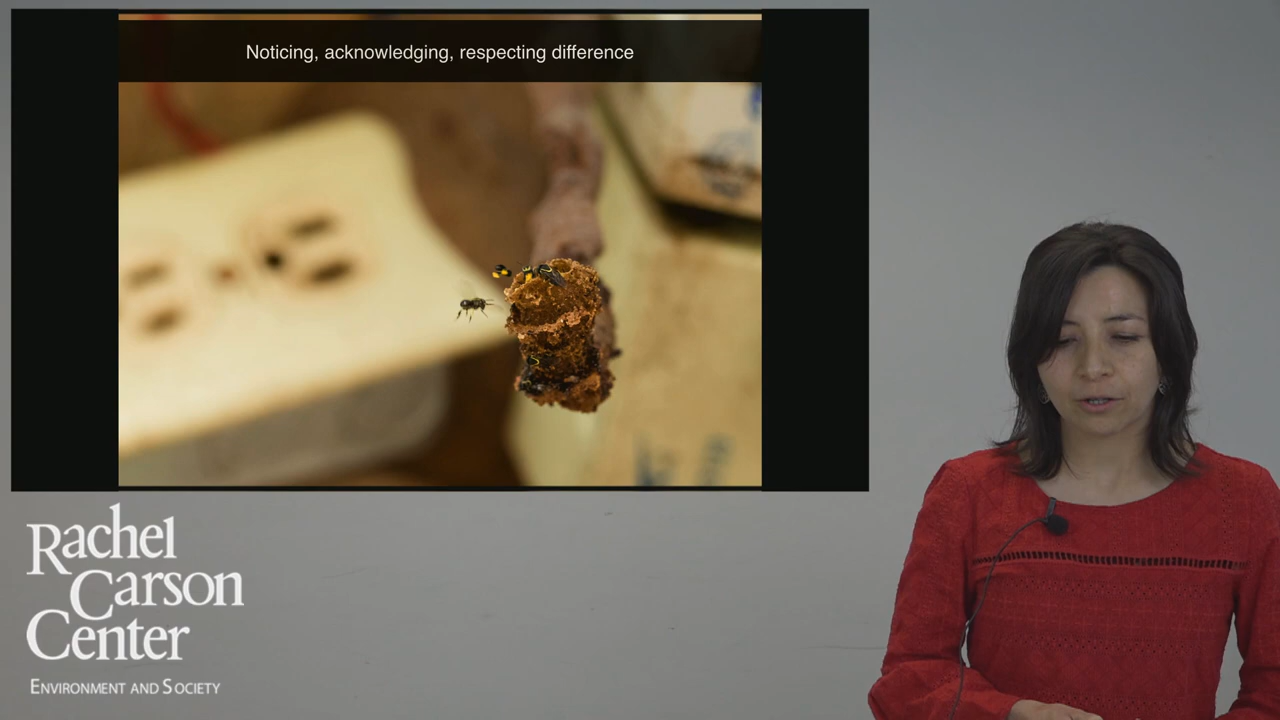 Noticing, acknowledging, respecting difference
Rachel
Carson
Center
ENVIRONMENT AND SOCIETY